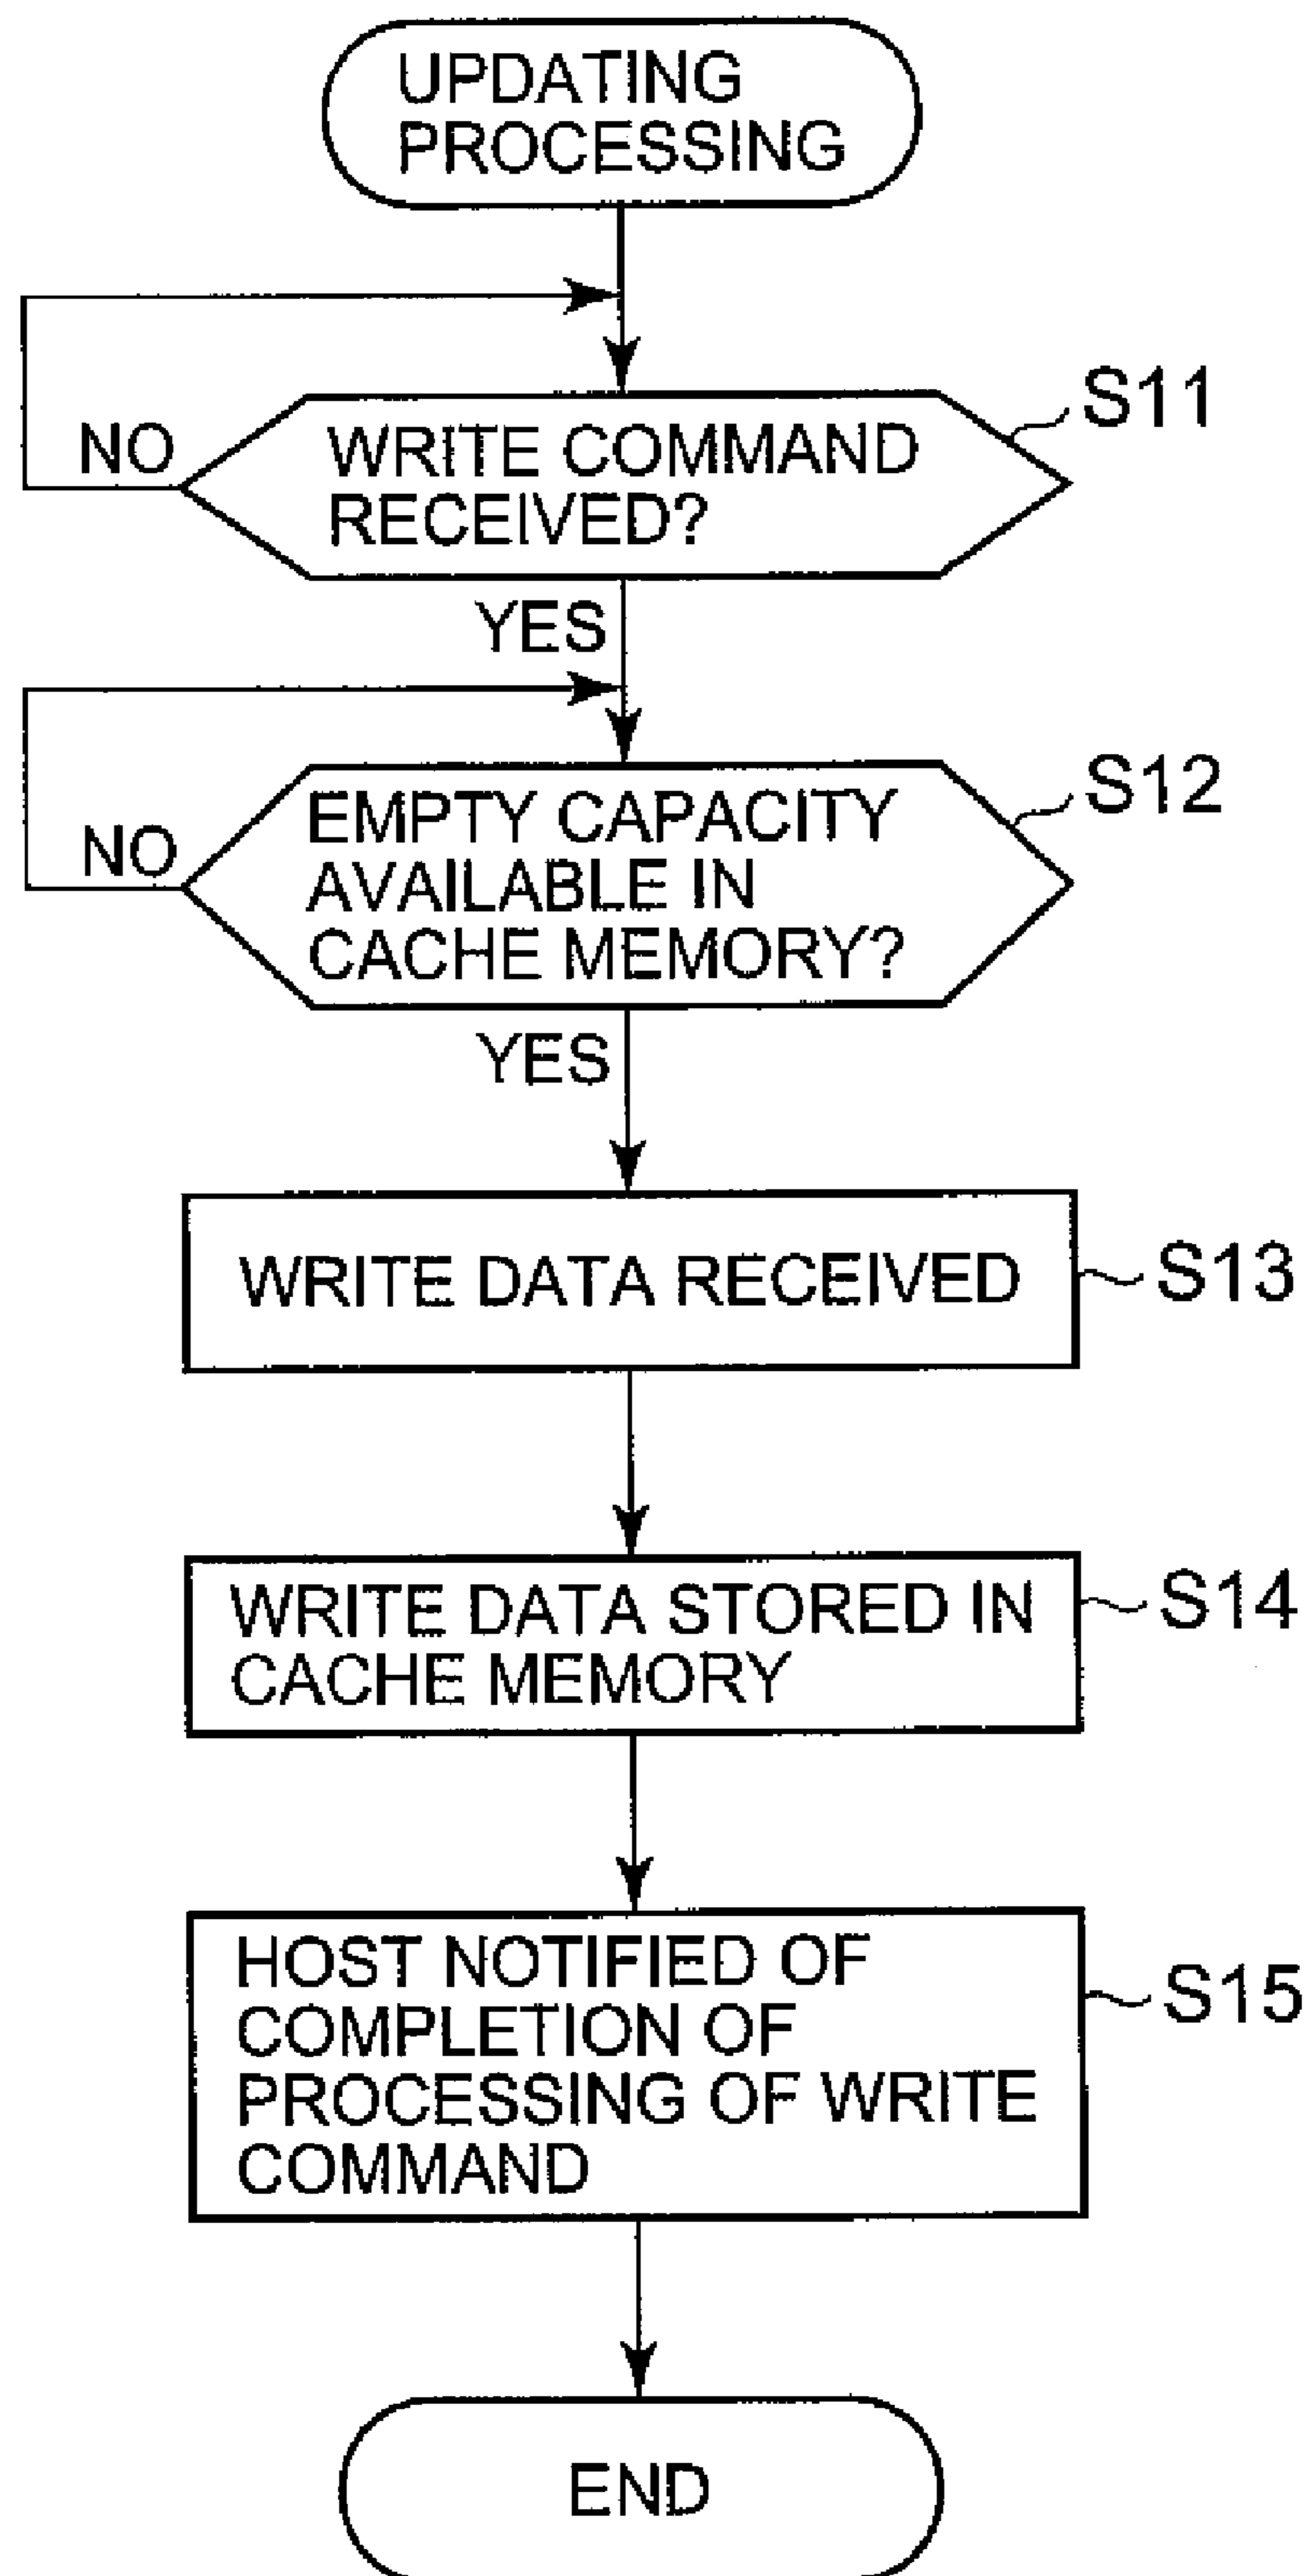 UPDATING
PROCESSING
S11
NO
WRITE COMMAND
RECEIVED?
YES
S12
NO
EMPTY CAPACITY
AVAILABLE IN
CACHE MEMORY?
YES
WRITE DATA RECEIVED
S13
WRITE DATA STORED IN
CACHE MEMORY
S14
HOST NOTIFIED OF
COMPLETION OF
PROCESSING OF WRITE
COMMAND
S15
END